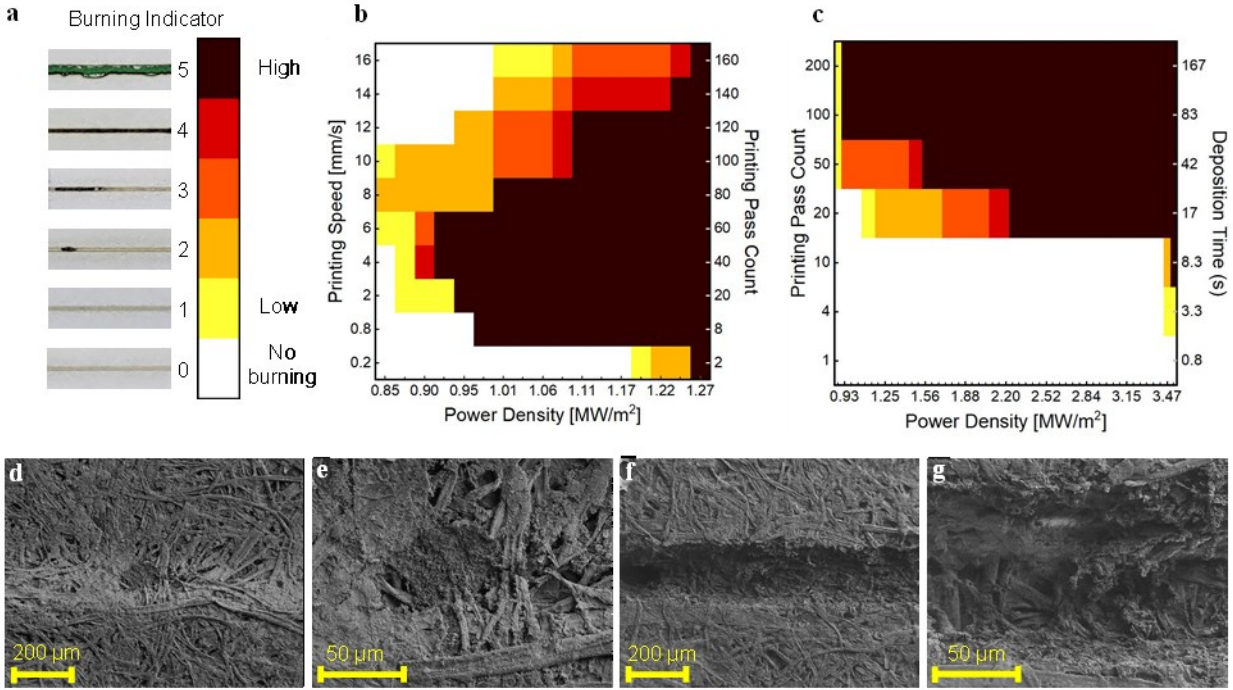 a
Burning Indicator
5
High
4
3
2
1
Low
0
No
burning
b
Printing Speed [mm/s]
16
14
12
10
8
6
4
2
0.8
0.2
160
140
120
100
80
60
40
20
8
2
Printing Pass Count
0.85 0.90 0.95 1.01 1.06 1.11 1.17 1.22 1.27
Power Density [MW/m²]
c
Printing Pass Count
200
100
50
20
10
4
1
167
83
42
17
8.3
3.3
0.8
Deposition Time (s)
0.93 1.25 1.56 1.88 2.20 2.52 2.84 3.15 3.47
Power Density [MW/m²]
d
200 µm
e
50 µm
f
200 µm
g
50 µm